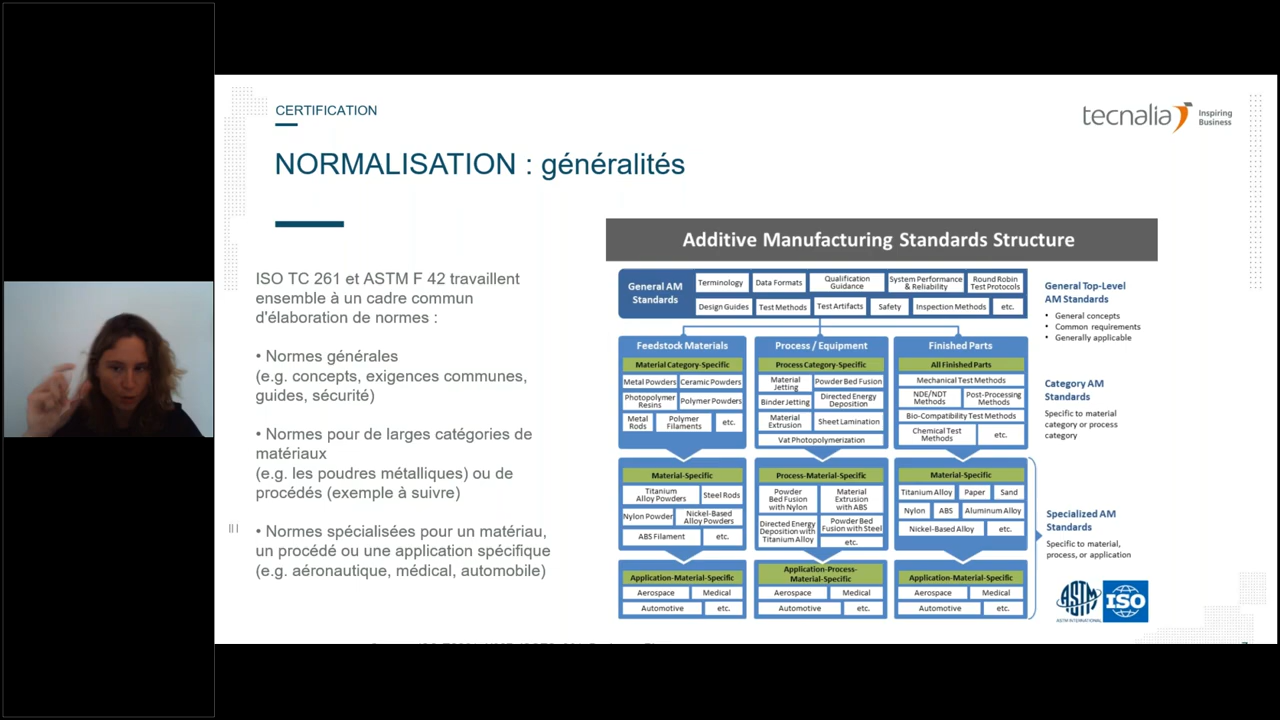 CERTIFICATION
tecnalia Inspiring
Business
NORMALISATION : généralités
ISO TC 261 et ASTM F 42 travaillent
ensemble à un cadre commun
d'élaboration de normes :
• Normes générales
(e.g. concepts, exigences communes,
guides, sécurité)
• Normes pour de larges catégories de
matériaux
(e.g. les poudres métalliques) ou de
procédés (exemple à suivre)
• Normes spécialisées pour un matériau,
un procédé ou une application spécifique
(e.g. aéronautique, médical, automobile)
Additive Manufacturing Standards Structure
General AM
Standards
Terminology
Data Formats
Qualification
Guidance
System Performance
& Reliability
Round Robin
Test Protocols
Design Guides
Test Methods
Test Artifacts
Safety
Inspection Methods
etc.
Feedstock Materials
Material Category-Specific
Metal Powders
Ceramic Powders
Photopolymer
Resins
Polymer Powders
Metal
Rods
Polymer
Filaments
etc.
Material-Specific
Titanium
Alloy Powders
Steel Rods
Nylon Powder
Nickel-Based
Alloy Powders
ABS Filament
etc.
Application-Material-Specific
Aerospace
Medical
Automotive
etc.
Process / Equipment
Process Category-Specific
Material
Jetting
Powder Bed Fusion
Binder Jetting
Directed Energy
Deposition
Material
Extrusion
Sheet Lamination
Vat Photopolymerization
Process-Material-Specific
Powder
Bed Fusion
with Nylon
Material
Extrusion
with ABS
Directed Energy
Deposition with
Titanium Alloy
Powder Bed
Fusion with Steel
etc.
Application-Process-
Material-Specific
Aerospace
Medical
Automotive
etc.
Finished Parts
All Finished Parts
Mechanical Test Methods
NDE/NDT
Methods
Post-Processing
Methods
Bio-Compatibility Test Methods
Chemical Test
Methods
etc.
Material-Specific
Titanium Alloy
Paper
Sand
Nylon
ABS
Aluminum Alloy
Nickel-Based Alloy
etc.
Application-Material-Specific
Aerospace
Medical
Automotive
etc.
General Top-Level
AM Standards
• General concepts
• Common requirements
• Generally applicable
Category AM
Standards
Specific to material
category or process
category
Specialized AM
Standards
Specific to material,
process, or application
ASTM
ASTM INTERNATIONAL
ISO